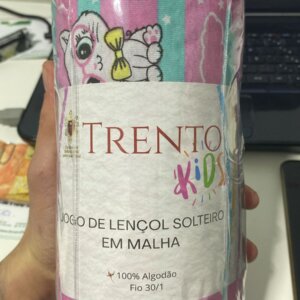 TRENTO
KiDS
JOGO DE LENÇOL SOLTEIRO
EM MALHA
100% Algodão
Fio 30/1